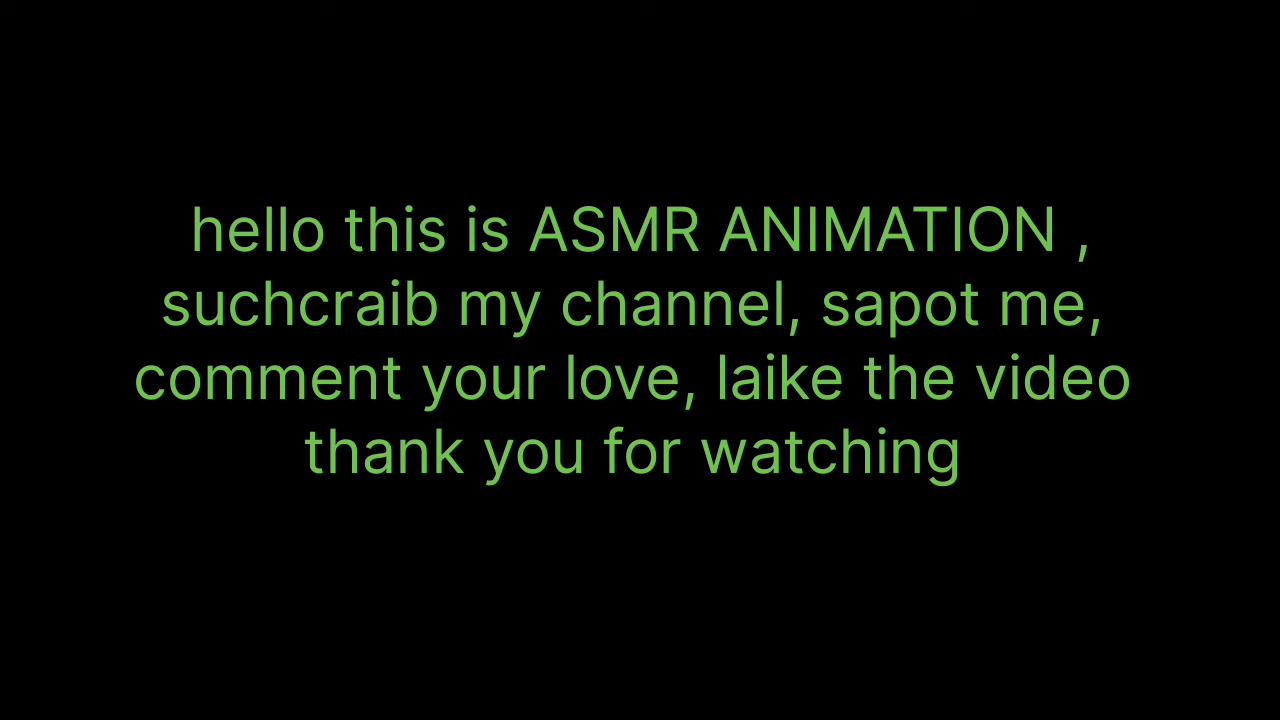 hello this is ASMR ANIMATION ,
suchcraib my channel, sapot me,
comment your love, laike the video
thank you for watching